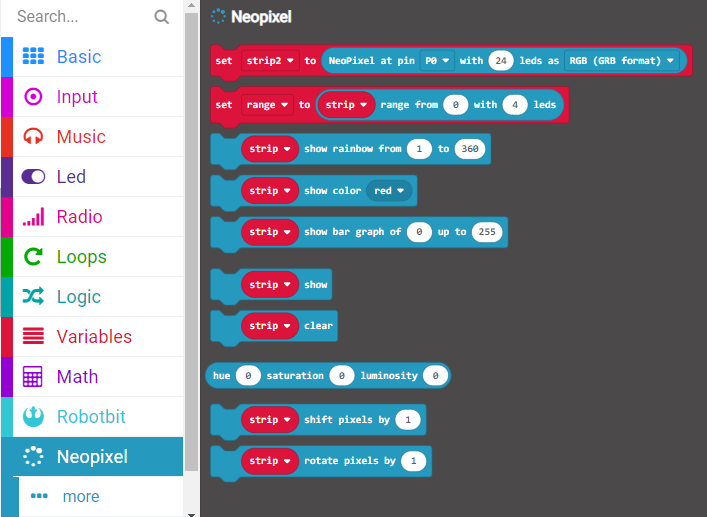 Search...
Basic
Input
Music
Led
Radio
Loops
Logic
Variables
Math
Robotbit
Neopixel
more
Neopixel
set strip2 to NeoPixel at pin P0 with 24 leds as RGB (GRB format)
set range to strip range from 0 with 4 leds
strip show rainbow from 1 to 360
strip show color red
strip show bar graph of 0 up to 255
strip show
strip clear
hue 0 saturation 0 luminosity 0
strip shift pixels by 1
strip rotate pixels by 1